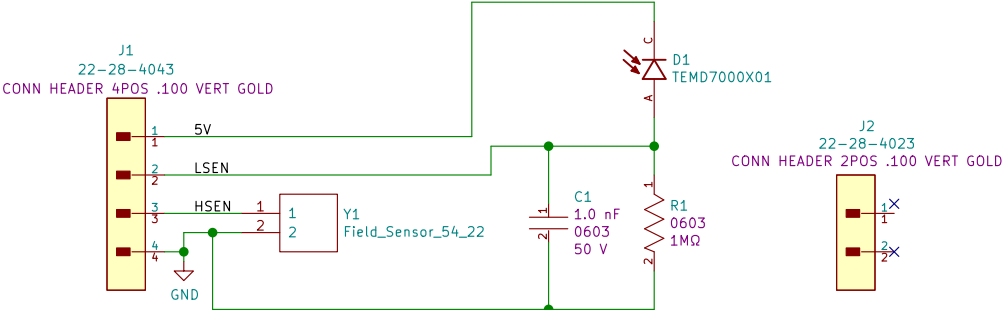 J1
22-28-4043
CONN HEADER 4POS .100 VERT GOLD
1
1
5V
2
2
LSEN
3
3
HSEN
4
4
GND
1
2
1
2
Y1
Field_Sensor_54_22
C
A
D1
TEMD7000X01
1
2
C1
1.0 nF
0603
50 V
1
2
R1
0603
1MΩ
J2
22-28-4023
CONN HEADER 2POS .100 VERT GOLD
1
1
2
2